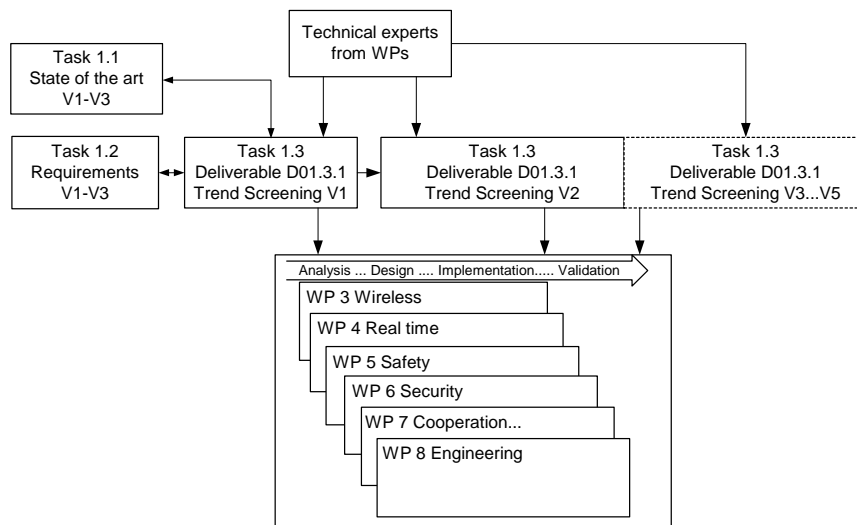 Technical experts
from WPs
Task 1.1
State of the art
V1-V3
Task 1.2
Requirements
V1-V3
Task 1.3
Deliverable D01.3.1
Trend Screening V1
Task 1.3
Deliverable D01.3.1
Trend Screening V2
Task 1.3
Deliverable D01.3.1
Trend Screening V3...V5
Analysis ... Design .... Implementation..... Validation
WP 3 Wireless
WP 4 Real time
WP 5 Safety
WP 6 Security
WP 7 Cooperation...
WP 8 Engineering